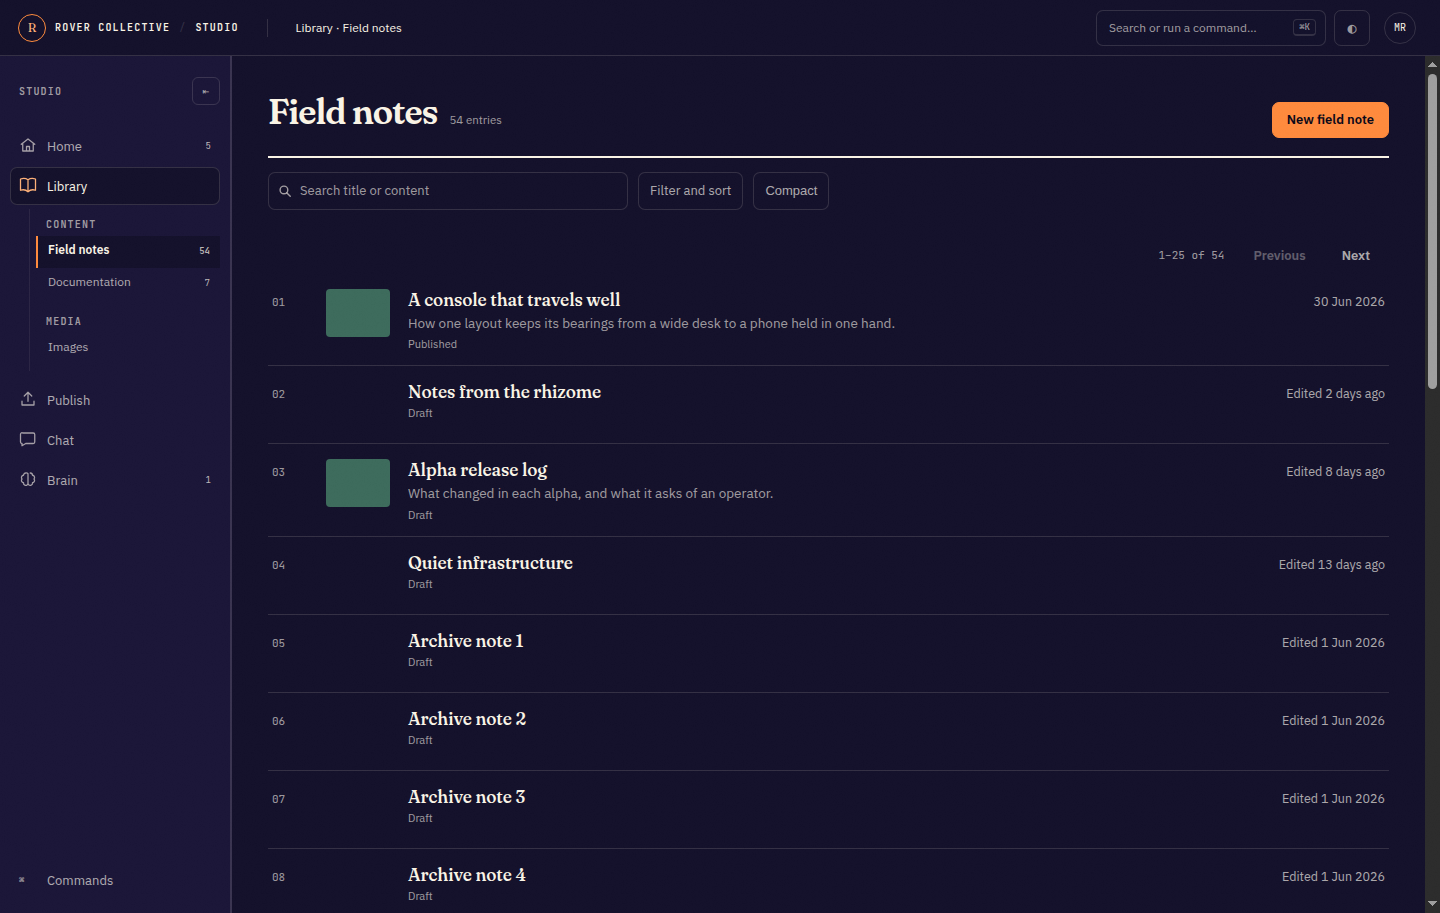 R ROVER COLLECTIVE / STUDIO Library · Field notes Search or run a command... ⌘K MR
STUDIO
Home 5
Library
CONTENT
Field notes 54
Documentation 7
MEDIA
Images
Publish
Chat
Brain 1
⌘ Commands
Field notes 54 entries New field note
Search title or content Filter and sort Compact
1–25 of 54 Previous Next
01 A console that travels well 30 Jun 2026
How one layout keeps its bearings from a wide desk to a phone held in one hand.
Published
02 Notes from the rhizome Edited 2 days ago
Draft
03 Alpha release log Edited 8 days ago
What changed in each alpha, and what it asks of an operator.
Draft
04 Quiet infrastructure Edited 13 days ago
Draft
05 Archive note 1 Edited 1 Jun 2026
Draft
06 Archive note 2 Edited 1 Jun 2026
Draft
07 Archive note 3 Edited 1 Jun 2026
Draft
08 Archive note 4 Edited 1 Jun 2026
Draft